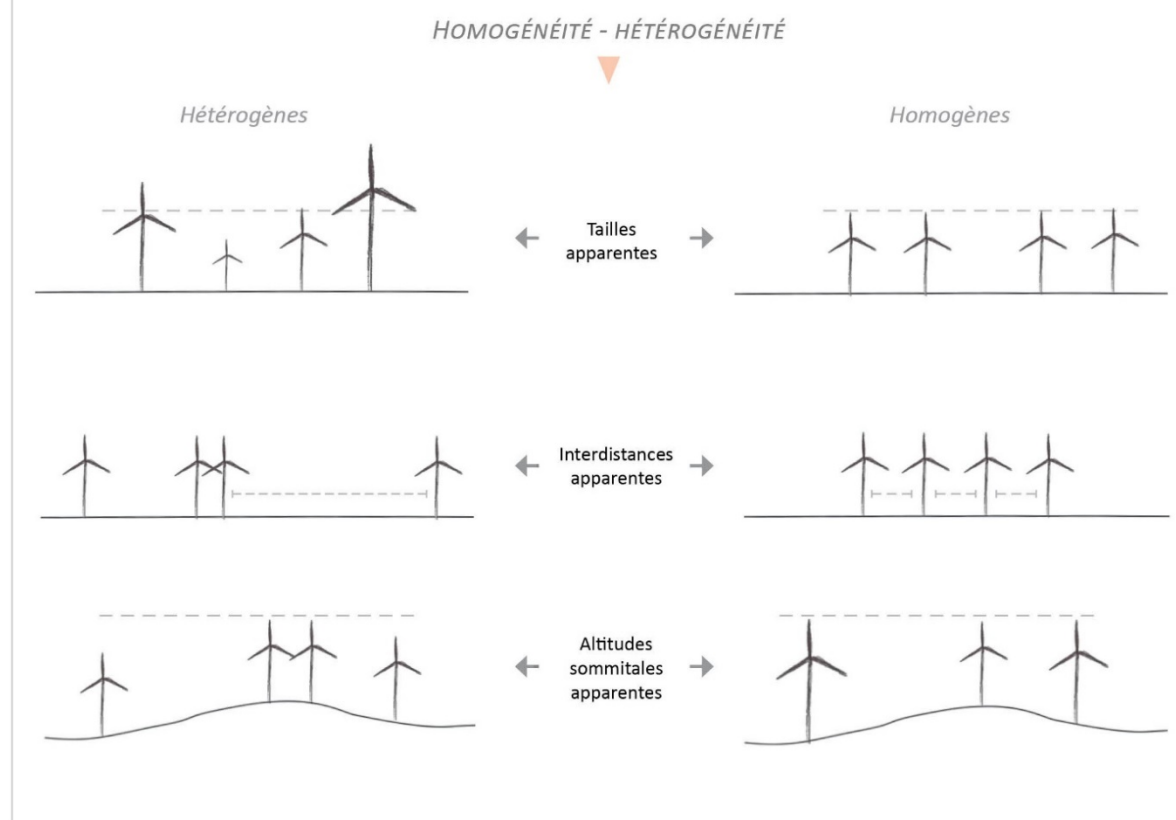 HOMOGÉNÉITÉ - HÉTÉROGÉNÉITÉ
Hétérogènes
Homogènes
Tailles
apparentes
Interdistances
apparentes
Altitudes
sommitales
apparentes